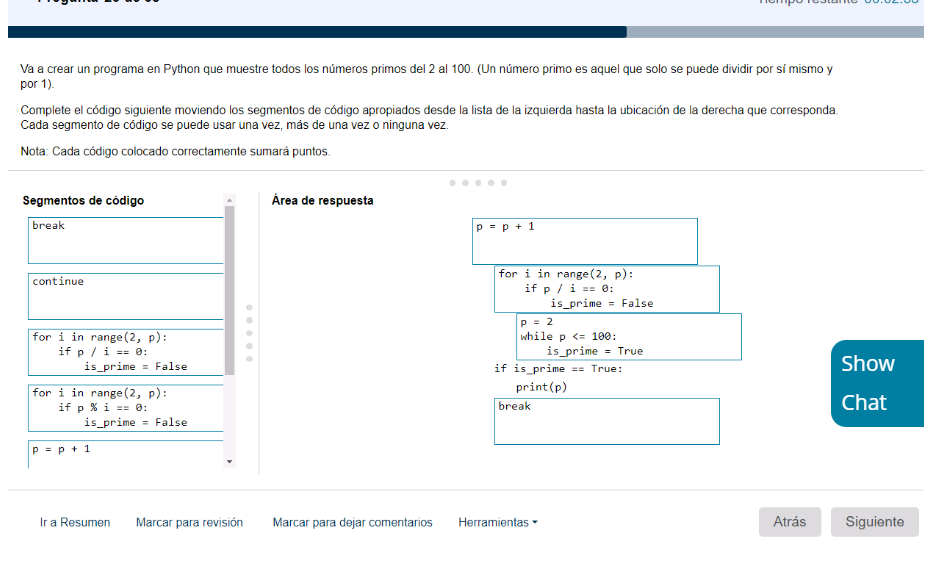 Pregunta 20 de 33
Tiempo restante
Va a crear un programa en Python que muestre todos los números primos del 2 al 100. (Un número primo es aquel que solo se puede dividir por sí mismo y
por 1).
Complete el código siguiente moviendo los segmentos de código apropiados desde la lista de la izquierda hasta la ubicación de la derecha que corresponda.
Cada segmento de código se puede usar una vez, más de una vez o ninguna vez.
Nota: Cada código colocado correctamente sumará puntos.
Segmentos de código
break
continue
for i in range(2, p):
if p / i == 0:
is_prime = False
for i in range(2, p):
if p % i == 0:
is_prime = False
p = p + 1
Área de respuesta
p = p + 1
for i in range(2, p):
if p / i == 0:
is_prime = False
p = 2
while p <= 100:
is_prime = True
if is_prime == True:
print(p)
break
Show
Chat
Ir a Resumen
Marcar para revisión
Marcar para dejar comentarios
Herramientas
Atrás
Siguiente